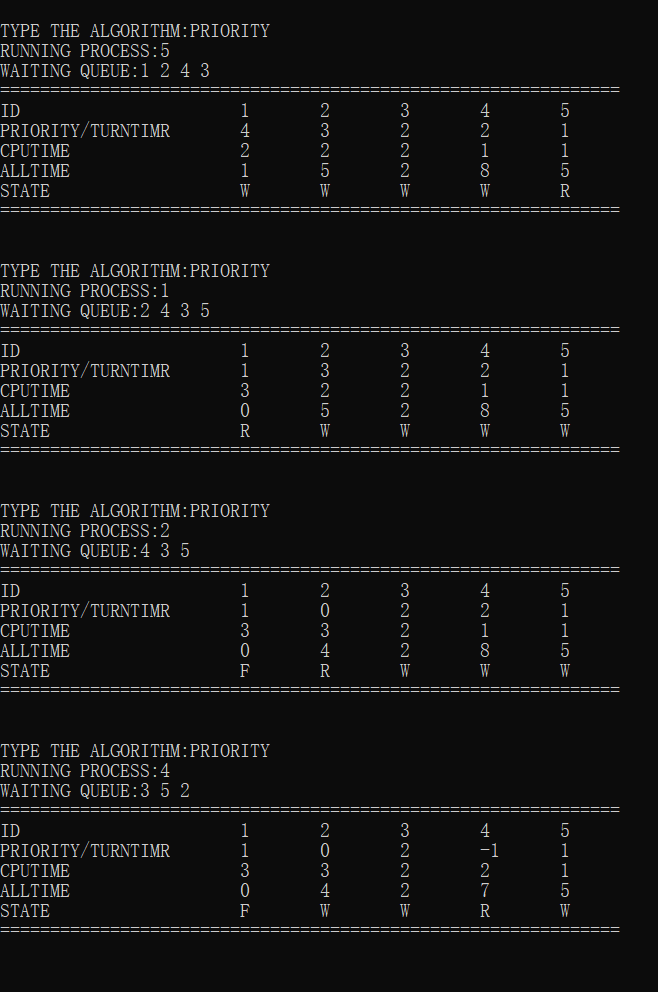 TYPE THE ALGORITHM:PRIORITY
RUNNING PROCESS:5
WAITING QUEUE:1 2 4 3
==============================================================
ID 1 2 3 4 5
PRIORITY/TURNTIMR 4 3 2 2 1
CPUTIME 2 2 2 1 1
ALLTIME 1 5 2 8 5
STATE W W W W R
==============================================================
TYPE THE ALGORITHM:PRIORITY
RUNNING PROCESS:1
WAITING QUEUE:2 4 3 5
==============================================================
ID 1 2 3 4 5
PRIORITY/TURNTIMR 1 3 2 2 1
CPUTIME 3 2 2 1 1
ALLTIME 0 5 2 8 5
STATE R W W W W
==============================================================
TYPE THE ALGORITHM:PRIORITY
RUNNING PROCESS:2
WAITING QUEUE:4 3 5
==============================================================
ID 1 2 3 4 5
PRIORITY/TURNTIMR 1 0 2 2 1
CPUTIME 3 3 2 1 1
ALLTIME 0 4 2 8 5
STATE F R W W W
==============================================================
TYPE THE ALGORITHM:PRIORITY
RUNNING PROCESS:4
WAITING QUEUE:3 5 2
==============================================================
ID 1 2 3 4 5
PRIORITY/TURNTIMR 1 0 2 -1 1
CPUTIME 3 3 2 2 1
ALLTIME 0 4 2 7 5
STATE F W W R W
==============================================================